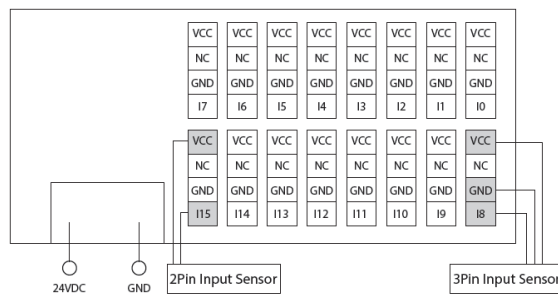 VCC VCC VCC VCC VCC VCC VCC VCC
NC NC NC NC NC NC NC NC
GND GND GND GND GND GND GND GND
I7 I6 I5 I4 I3 I2 I1 I0
VCC VCC VCC VCC VCC VCC VCC VCC
NC NC NC NC NC NC NC NC
GND GND GND GND GND GND GND GND
I15 I14 I13 I12 I11 I10 I9 I8
24VDC GND 2Pin Input Sensor 3Pin Input Sensor